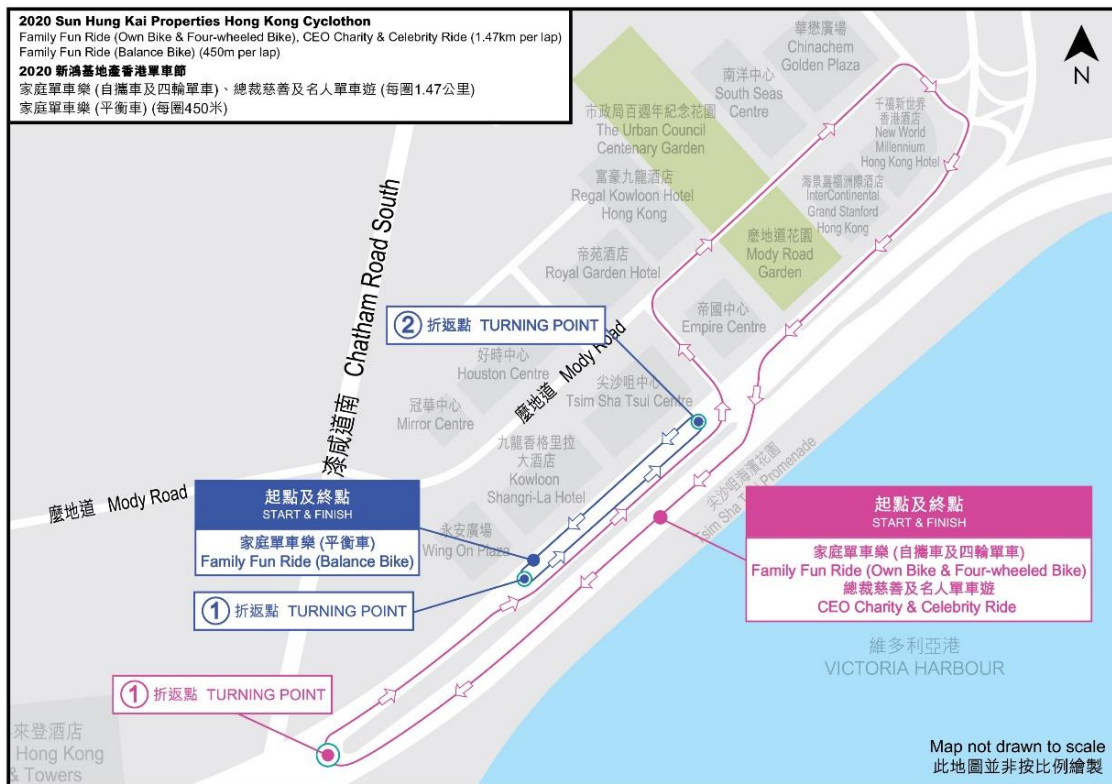 2020 Sun Hung Kai Properties Hong Kong Cyclothon
Family Fun Ride (Own Bike & Four-wheeled Bike), CEO Charity & Celebrity Ride (1.47km per lap)
Family Fun Ride (Balance Bike) (450m per lap)
2020 新鴻基地產香港單車節
家庭單車樂 (自攜車及四輪單車)、總裁慈善及名人單車遊 (每圈1.47公里)
家庭單車樂 (平衡車) (每圈450米)
N
華懋廣場
Chinachem
Golden Plaza
南洋中心
South Seas
Centre
千禧新世界
香港酒店
New World
Millennium
Hong Kong Hotel
市政局百週年紀念花園
The Urban Council
Centenary Garden
富豪九龍酒店
Regal Kowloon Hotel
Hong Kong
海景嘉福洲際酒店
InterContinental
Grand Stanford
Hong Kong
麼地道花園
Mody Road
Garden
帝苑酒店
Royal Garden Hotel
帝國中心
Empire Centre
漆咸道南 Chatham Road South
② 折返點 TURNING POINT
好時中心
Houston Centre
麼地道 Mody Road
尖沙咀中心
Tsim Sha Tsui Centre
冠華中心
Mirror Centre
九龍香格里拉
大酒店
Kowloon
Shangri-La Hotel
尖沙咀海濱花園
Tsim Sha Tsui Promenade
麼地道 Mody Road
起點及終點
START & FINISH
家庭單車樂 (平衡車)
Family Fun Ride (Balance Bike)
永安廣場
Wing On Plaza
起點及終點
START & FINISH
家庭單車樂 (自攜車及四輪單車)
Family Fun Ride (Own Bike & Four-wheeled Bike)
總裁慈善及名人單車遊
CEO Charity & Celebrity Ride
① 折返點 TURNING POINT
維多利亞港
VICTORIA HARBOUR
① 折返點 TURNING POINT
來登酒店
Hong Kong
& Towers
Map not drawn to scale
此地圖並非按比例繪製